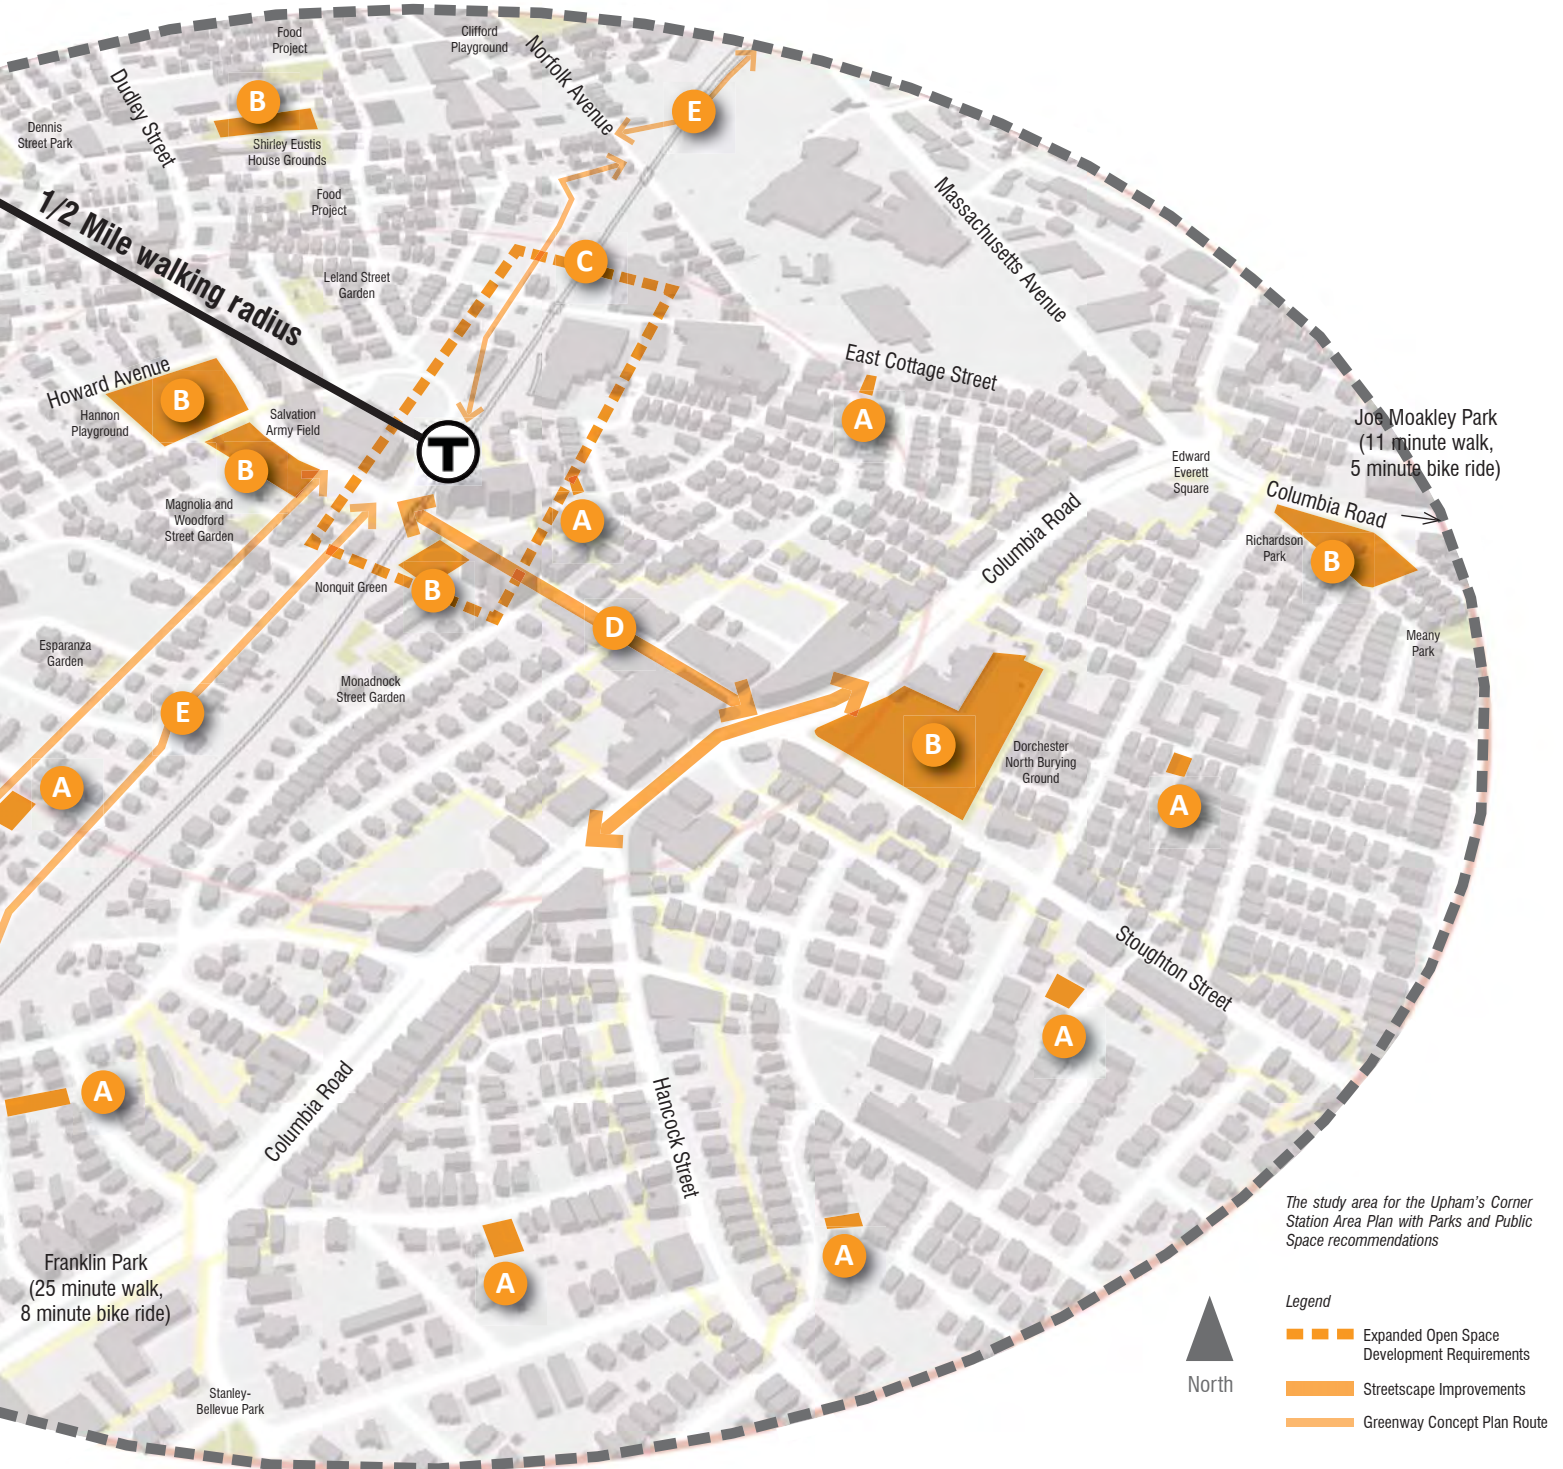 Food
Project
Clifford
Playground
Norfolk Avenue
E
Dudley Street
B
Dennis
Street Park
Shirley Eustis
House Grounds
Food
Project
Massachusetts Avenue
1/2 Mile walking radius
C
Leland Street
Garden
East Cottage Street
Howard Avenue
B
Hannon
Playground
Salvation
Army Field
A
Joe Moakley Park
(11 minute walk,
5 minute bike ride)
T
B
Edward
Everett
Square
Columbia Road
Magnolia and
Woodford
Street Garden
A
Columbia Road
Richardson
Park
B
Nonquit Green
B
D
Meany
Park
Esparanza
Garden
Monadnock
Street Garden
E
B
Dorchester
North Burying
Ground
A
A
Stoughton Street
A
A
Columbia Road
Hancock Street
A
A
Franklin Park
(25 minute walk,
8 minute bike ride)
Stanley-
Bellevue Park
The study area for the Upham's Corner
Station Area Plan with Parks and Public
Space recommendations
North
Legend
Expanded Open Space
Development Requirements
Streetscape Improvements
Greenway Concept Plan Route